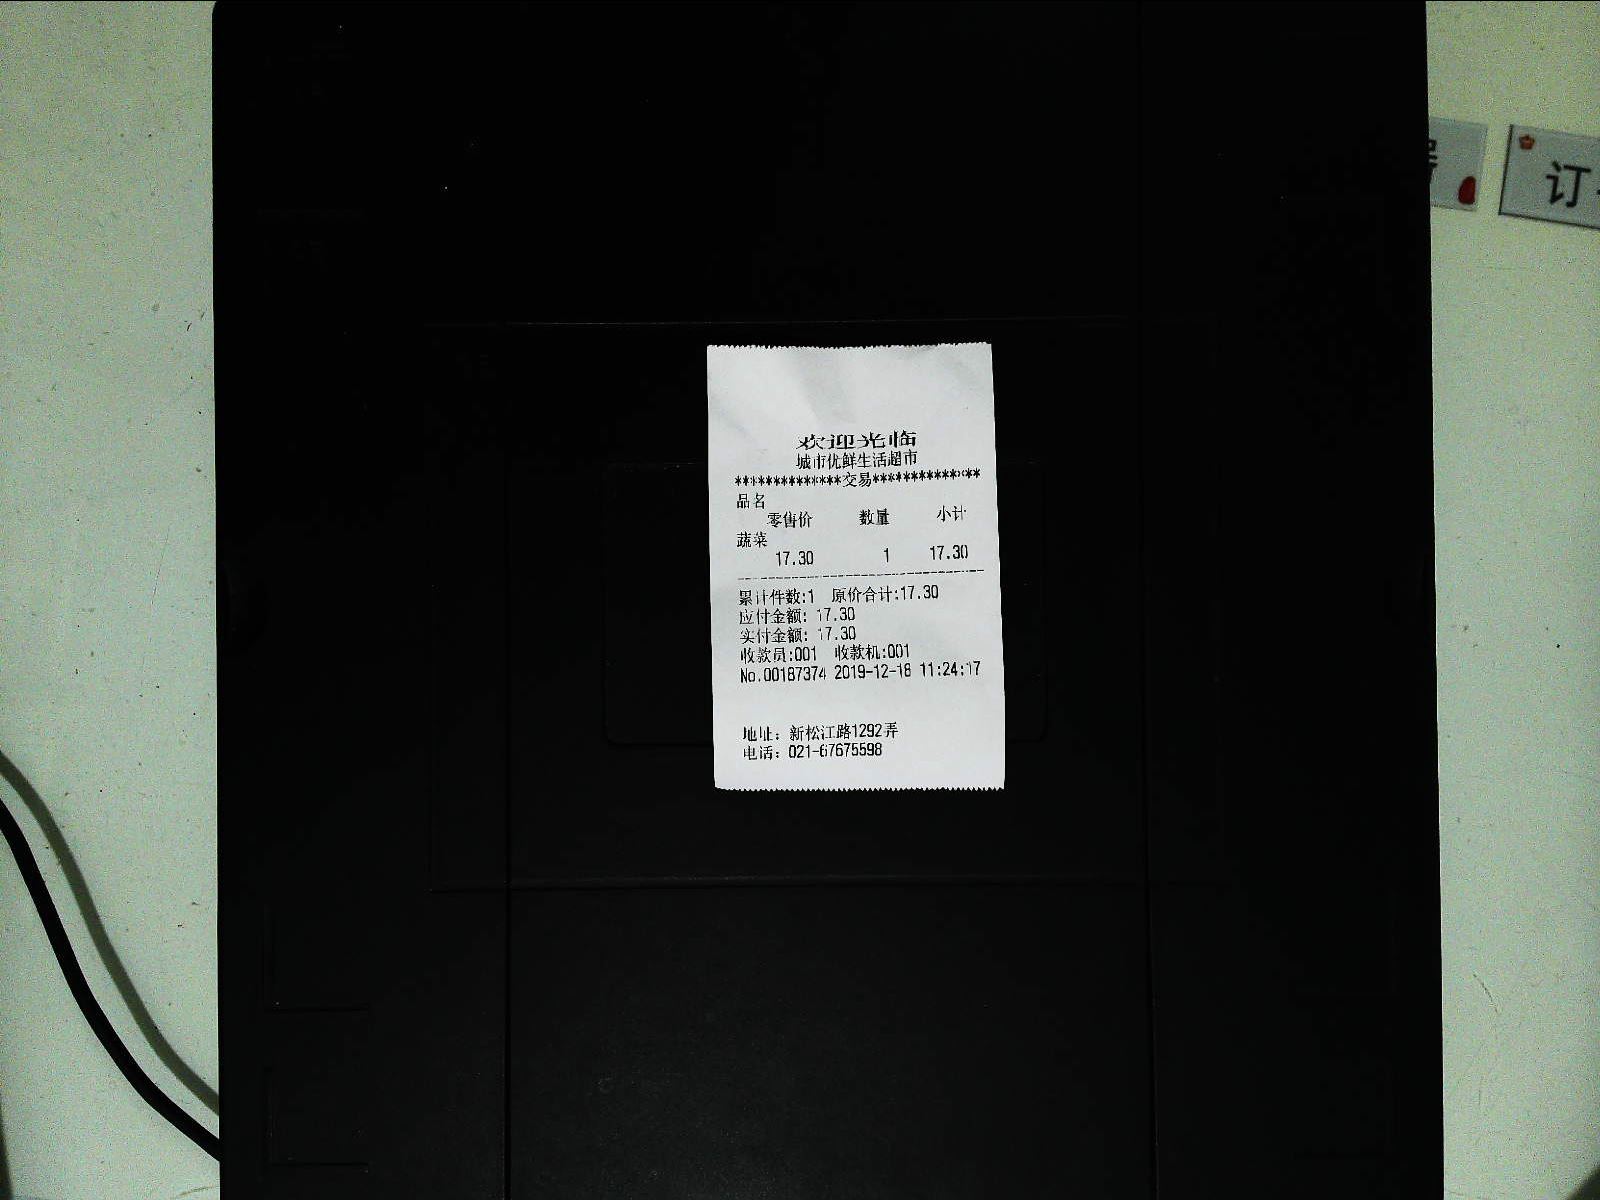 欢迎光临
城市优鲜生活超市
**************交易**************
品名
零售价 数量 小计
蔬菜
17.30 1 17.30
--------------------------------
累计件数:1 原价合计:17.30
应付金额: 17.30
实付金额: 17.30
收款员:001 收款机:001
No.00187374 2019-12-18 11:24:17
地址: 新松江路1292弄
电话: 021-67675598
订